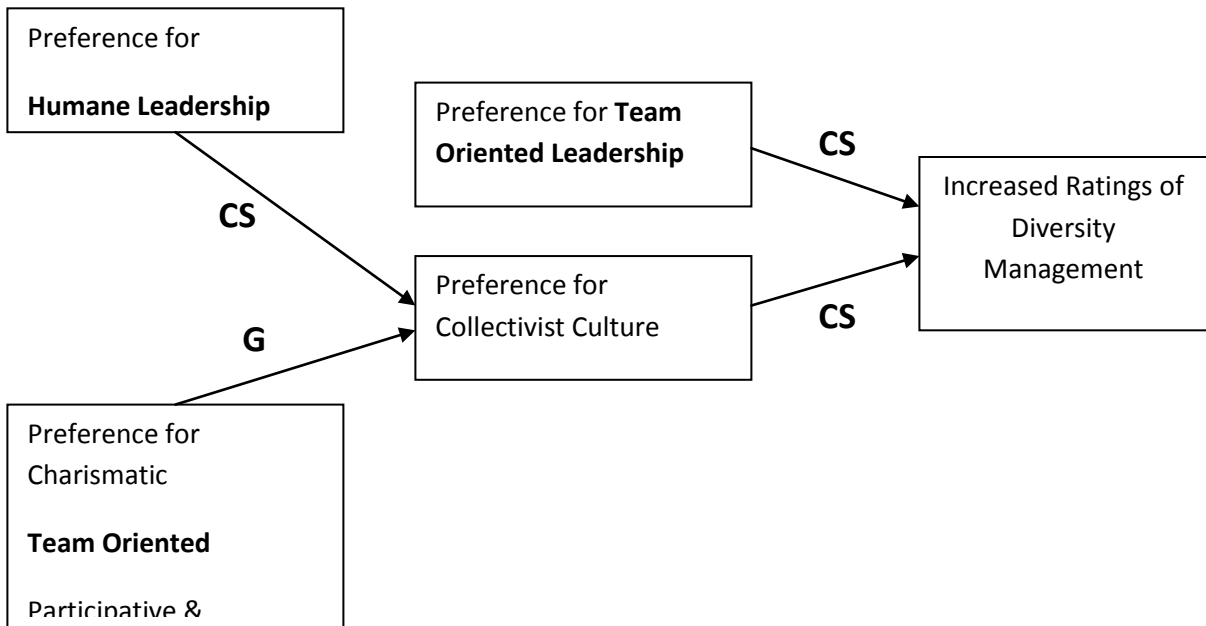 Preference for
Humane Leadership
Preference for Team
Oriented Leadership
CS
Increased Ratings of
Diversity
Management
CS
Preference for
Collectivist Culture
CS
G
Preference for
Charismatic
Team Oriented
Participative &